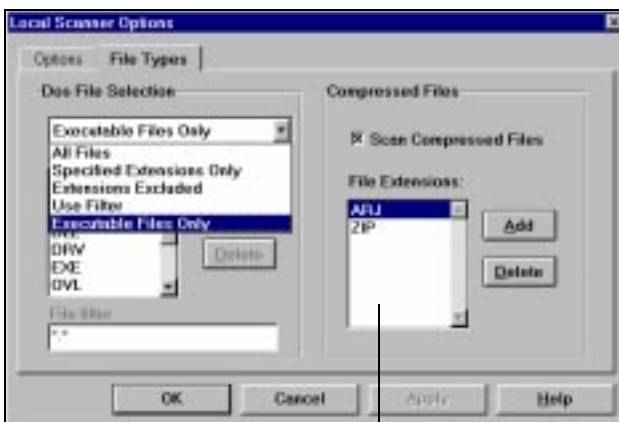 Local Scanner Options
Options
File Types
Dos File Selection
Executable Files Only
All Files
Specified Extensions Only
Extensions Excluded
Use Filter
Executable Files Only
DRV
EXE
OVL
Delete
File filter
*.*
Compressed Files
Scan Compressed Files
File Extensions:
ARJ
ZIP
Add
Delete
OK
Cancel
Apply
Help